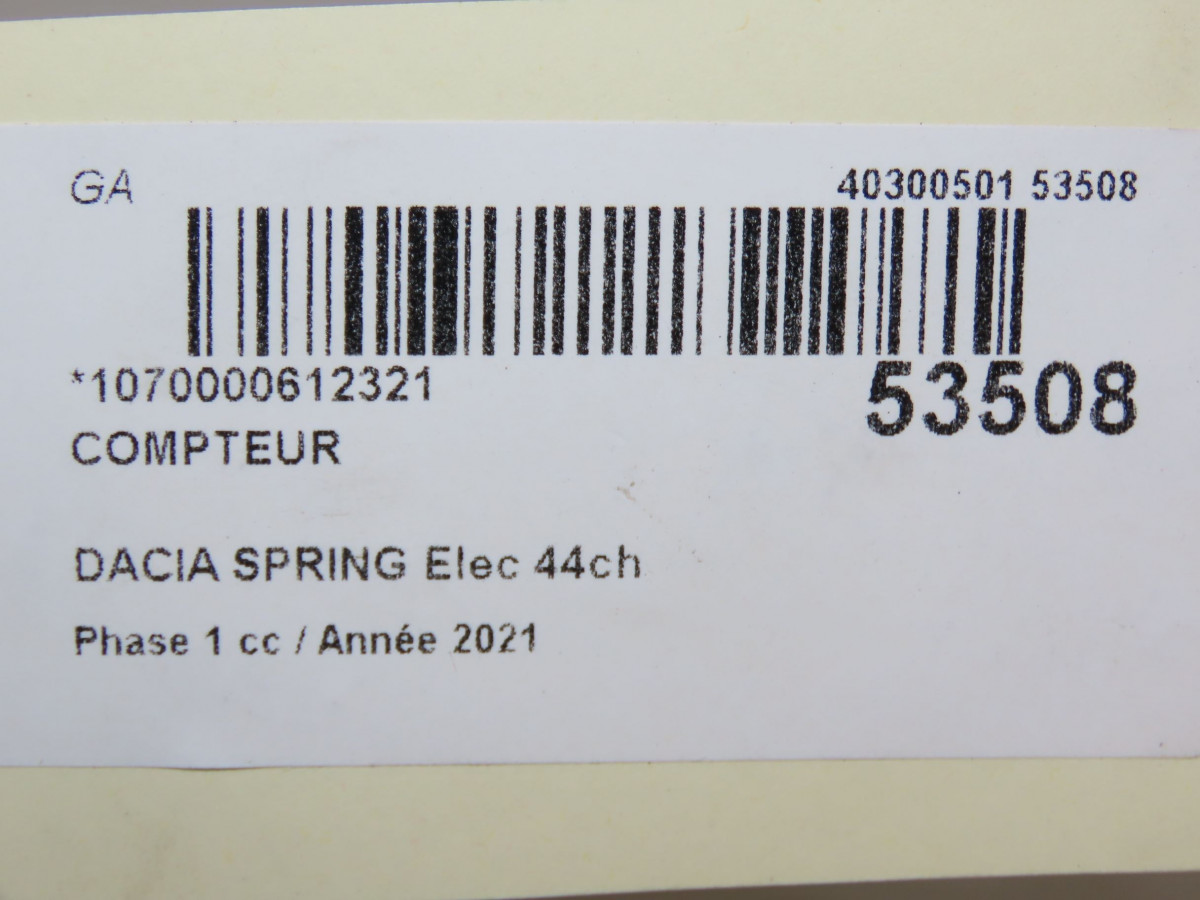 GA
40300501 53508
*1070000612321
53508
COMPTEUR
DACIA SPRING Elec 44ch
Phase 1 cc / Année 2021